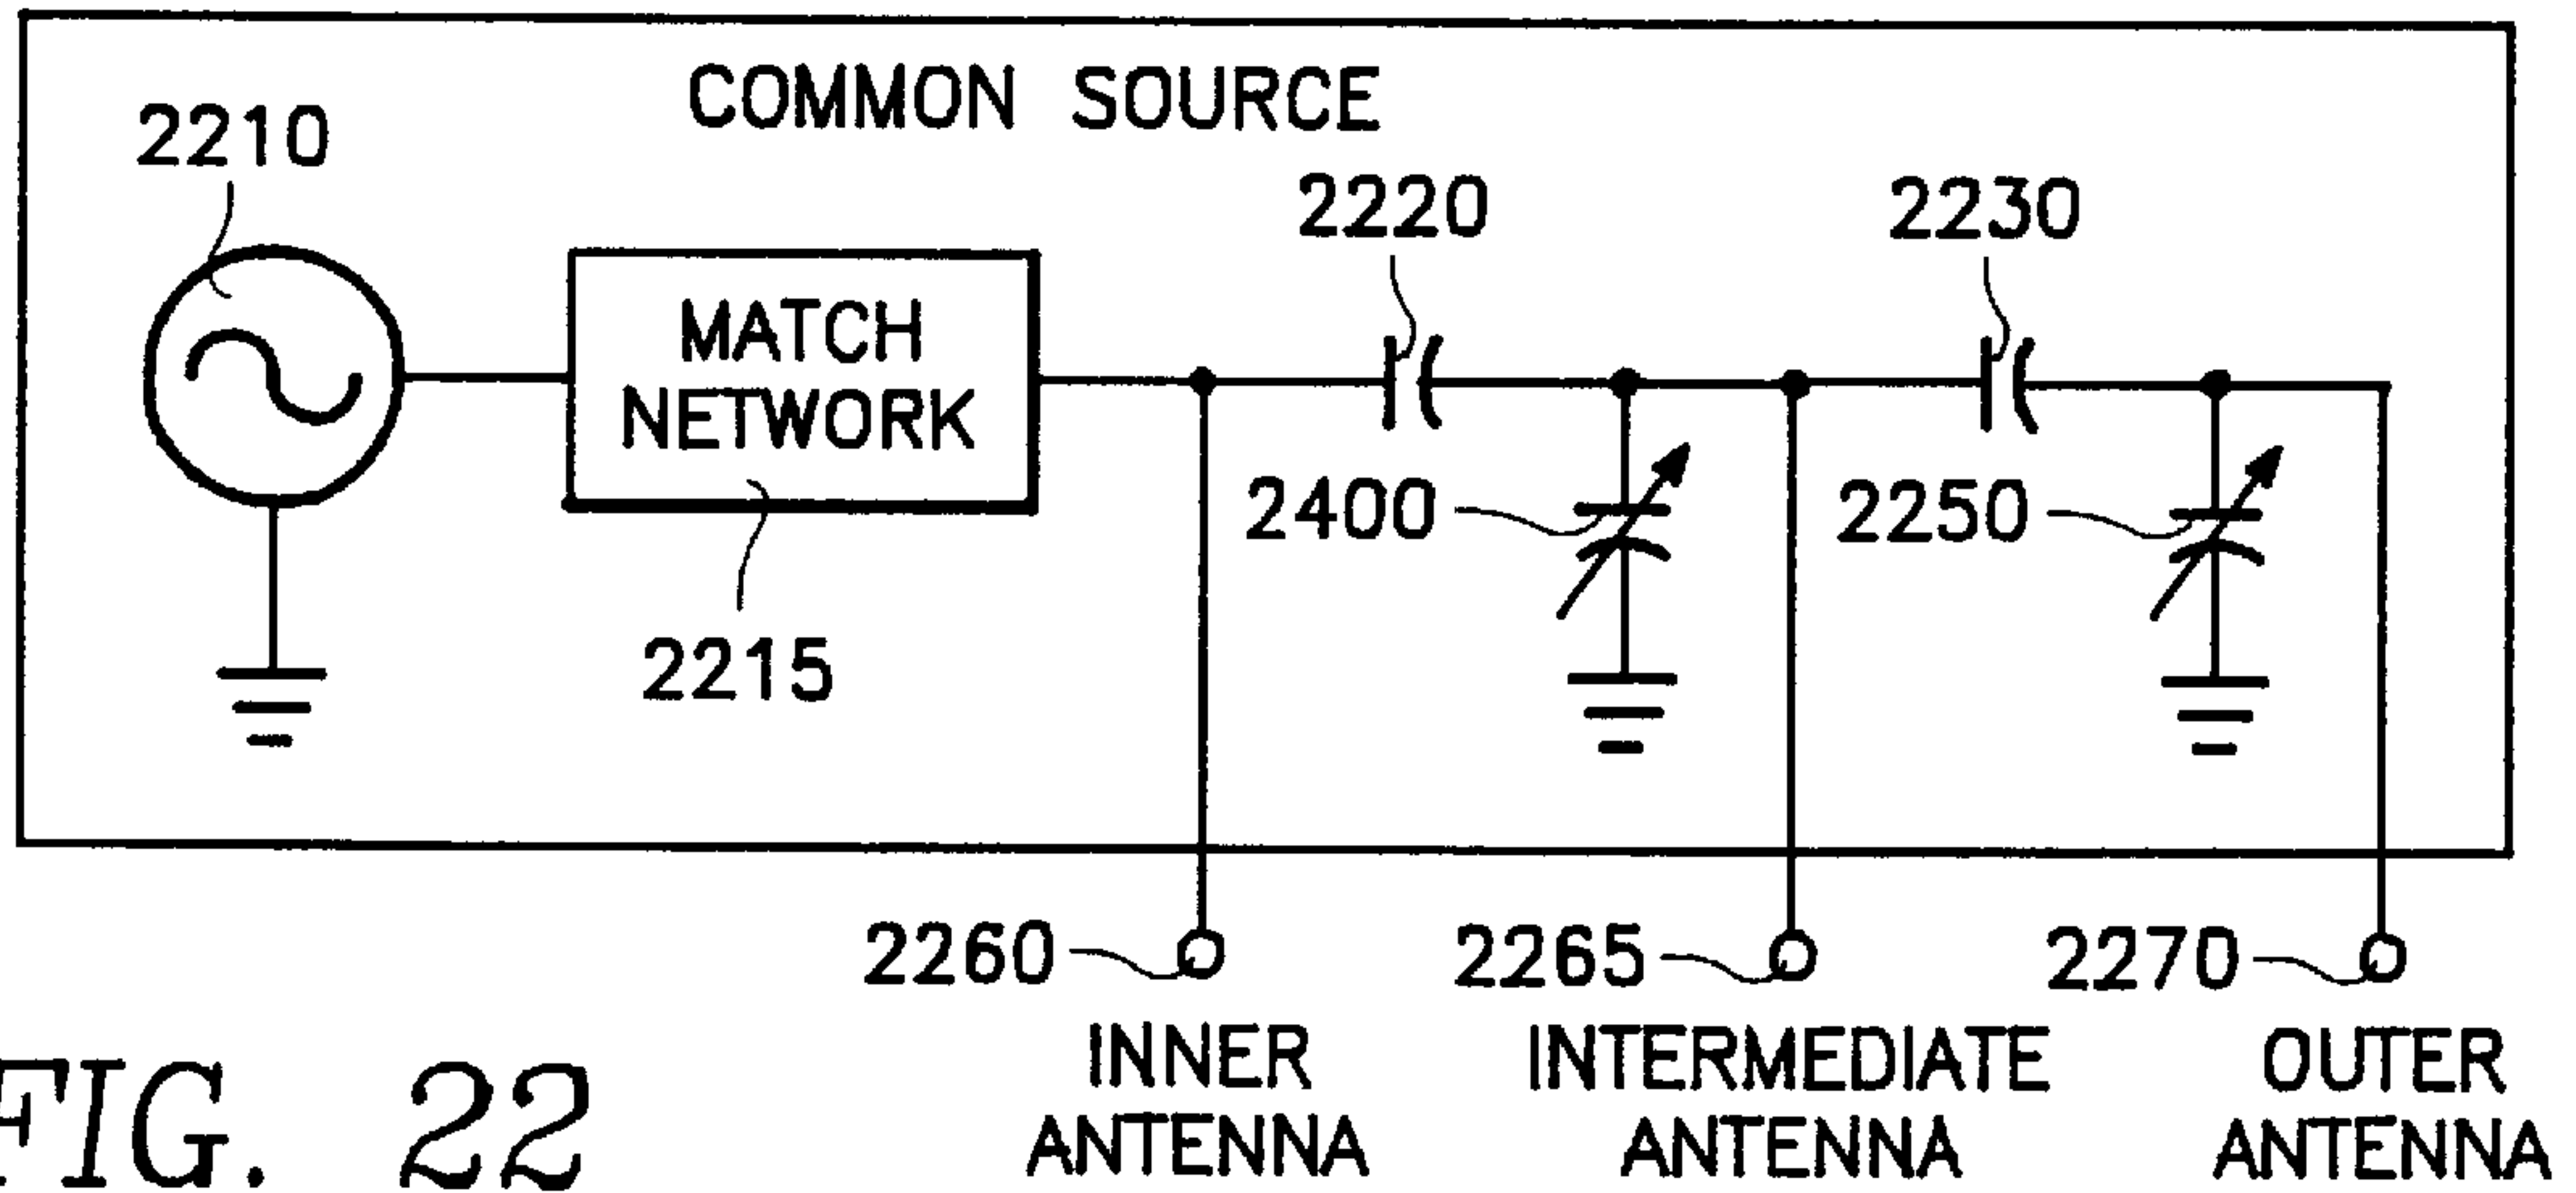 COMMON SOURCE
2210
2220
2230
MATCH
NETWORK
2400
2250
2215
2260
2265
2270
INNER
ANTENNA
INTERMEDIATE
ANTENNA
OUTER
ANTENNA
FIG. 22